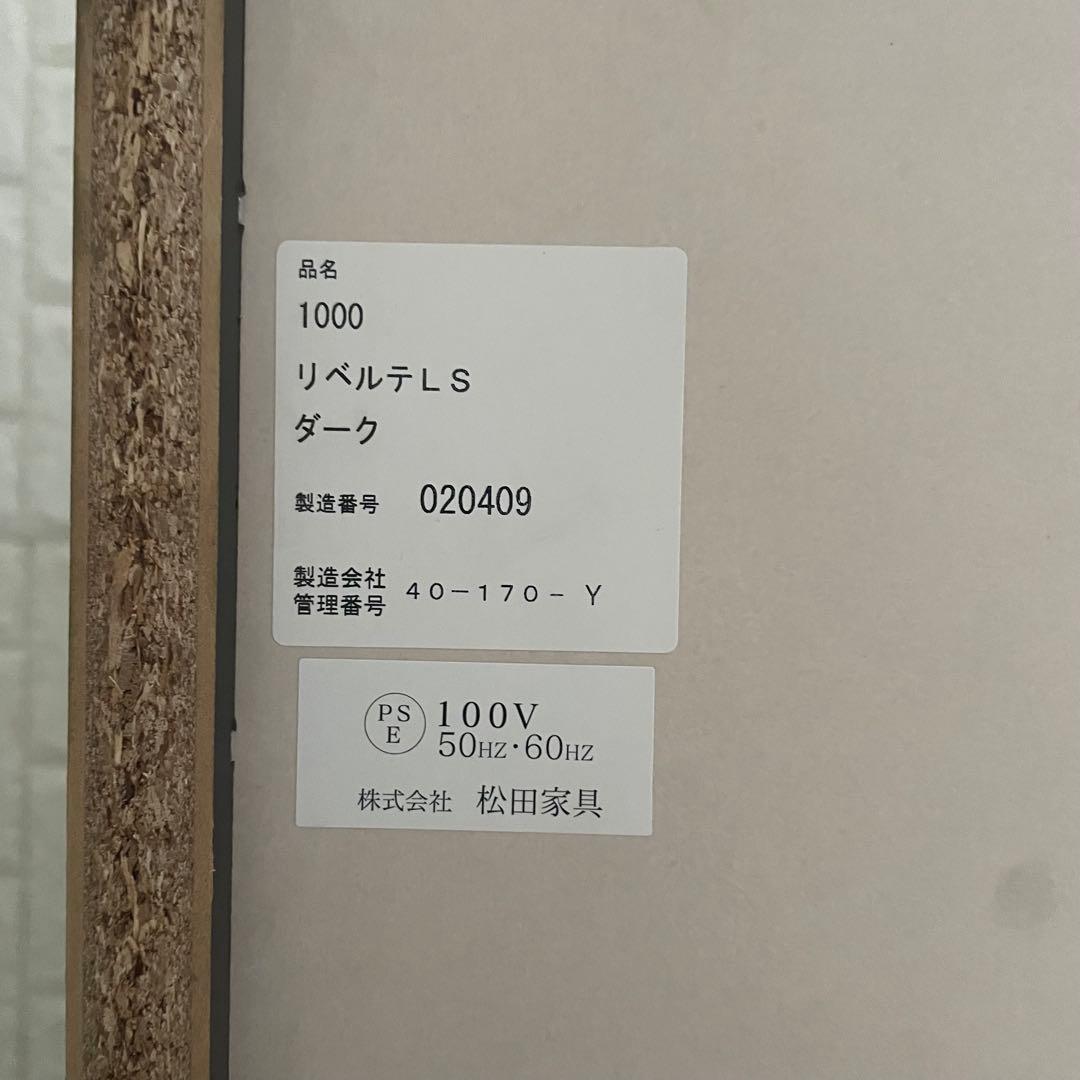 品名
1000
リベルテＬＳ
ダーク
製造番号 020409
製造会社
管理番号 ４０－１７０－ Ｙ
PS
E
100V
50HZ・60HZ
株式会社 松田家具